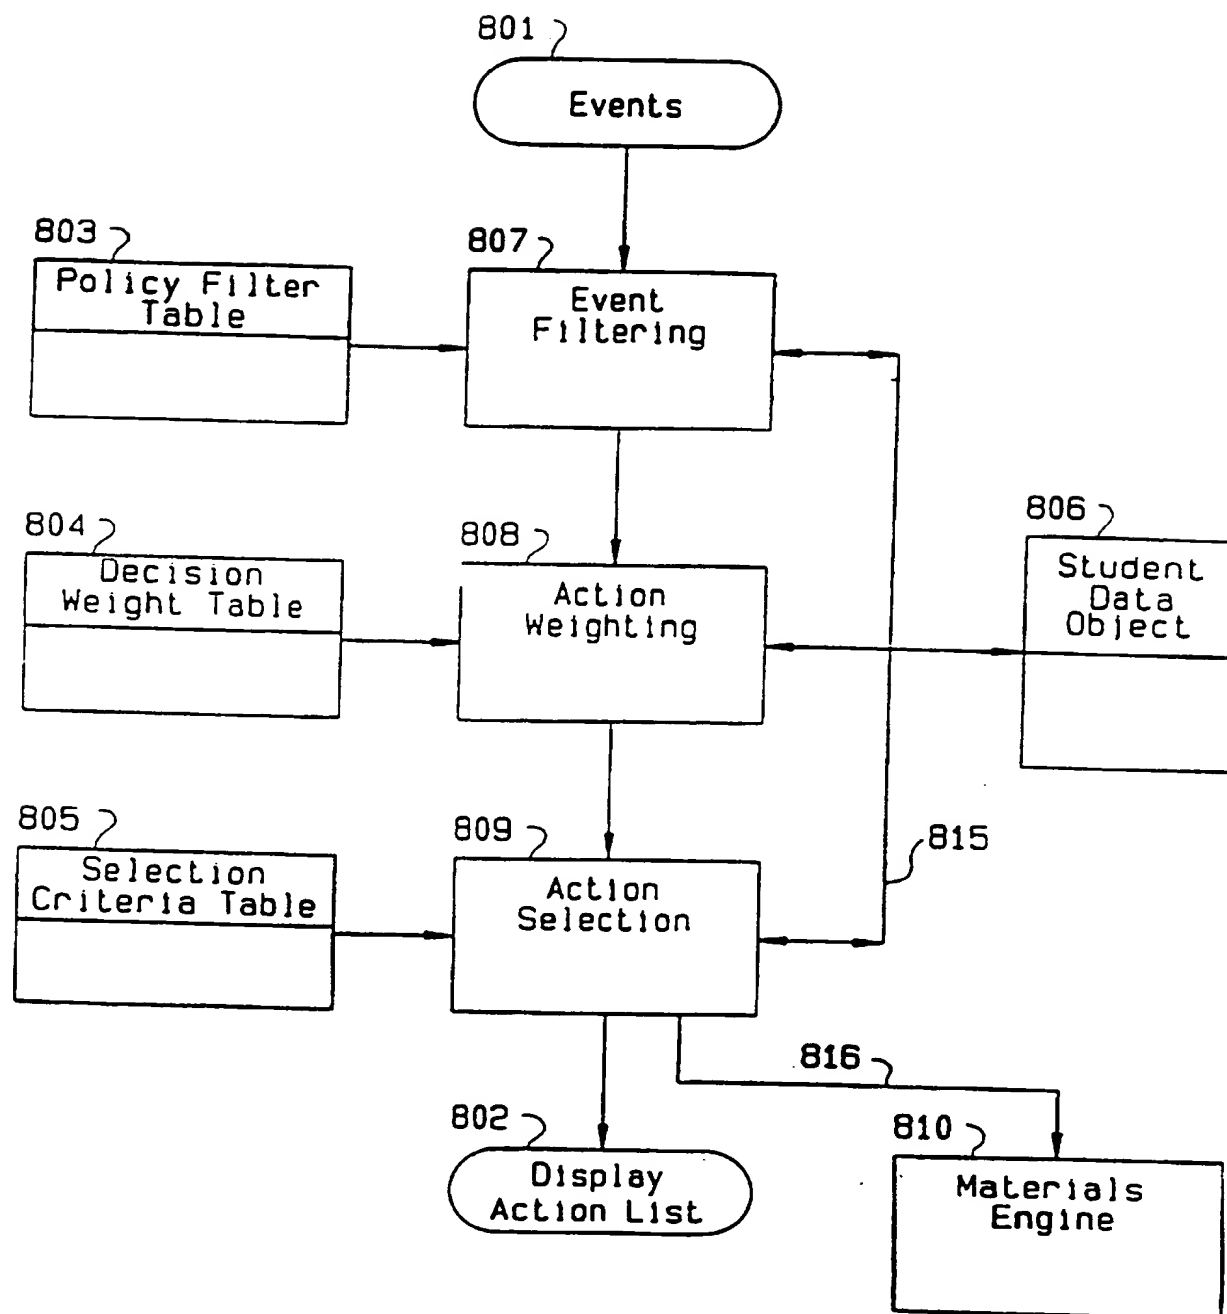 801
Events
803
Policy Filter
Table
807
Event
Filtering
804
Decision
Weight Table
808
Action
Weighting
806
Student
Data
Object
805
Selection
Criteria Table
809
Action
Selection
815
816
802
Display
Action List
810
Materials
Engine